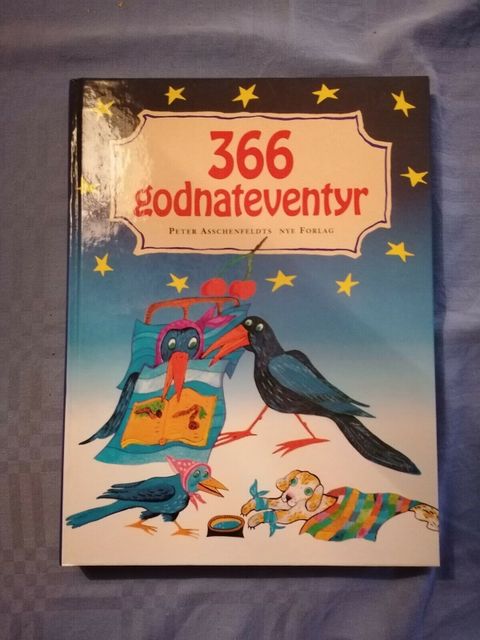 366
godnateventyr
PETER ASSCHENFELDTS NYE FORLAG